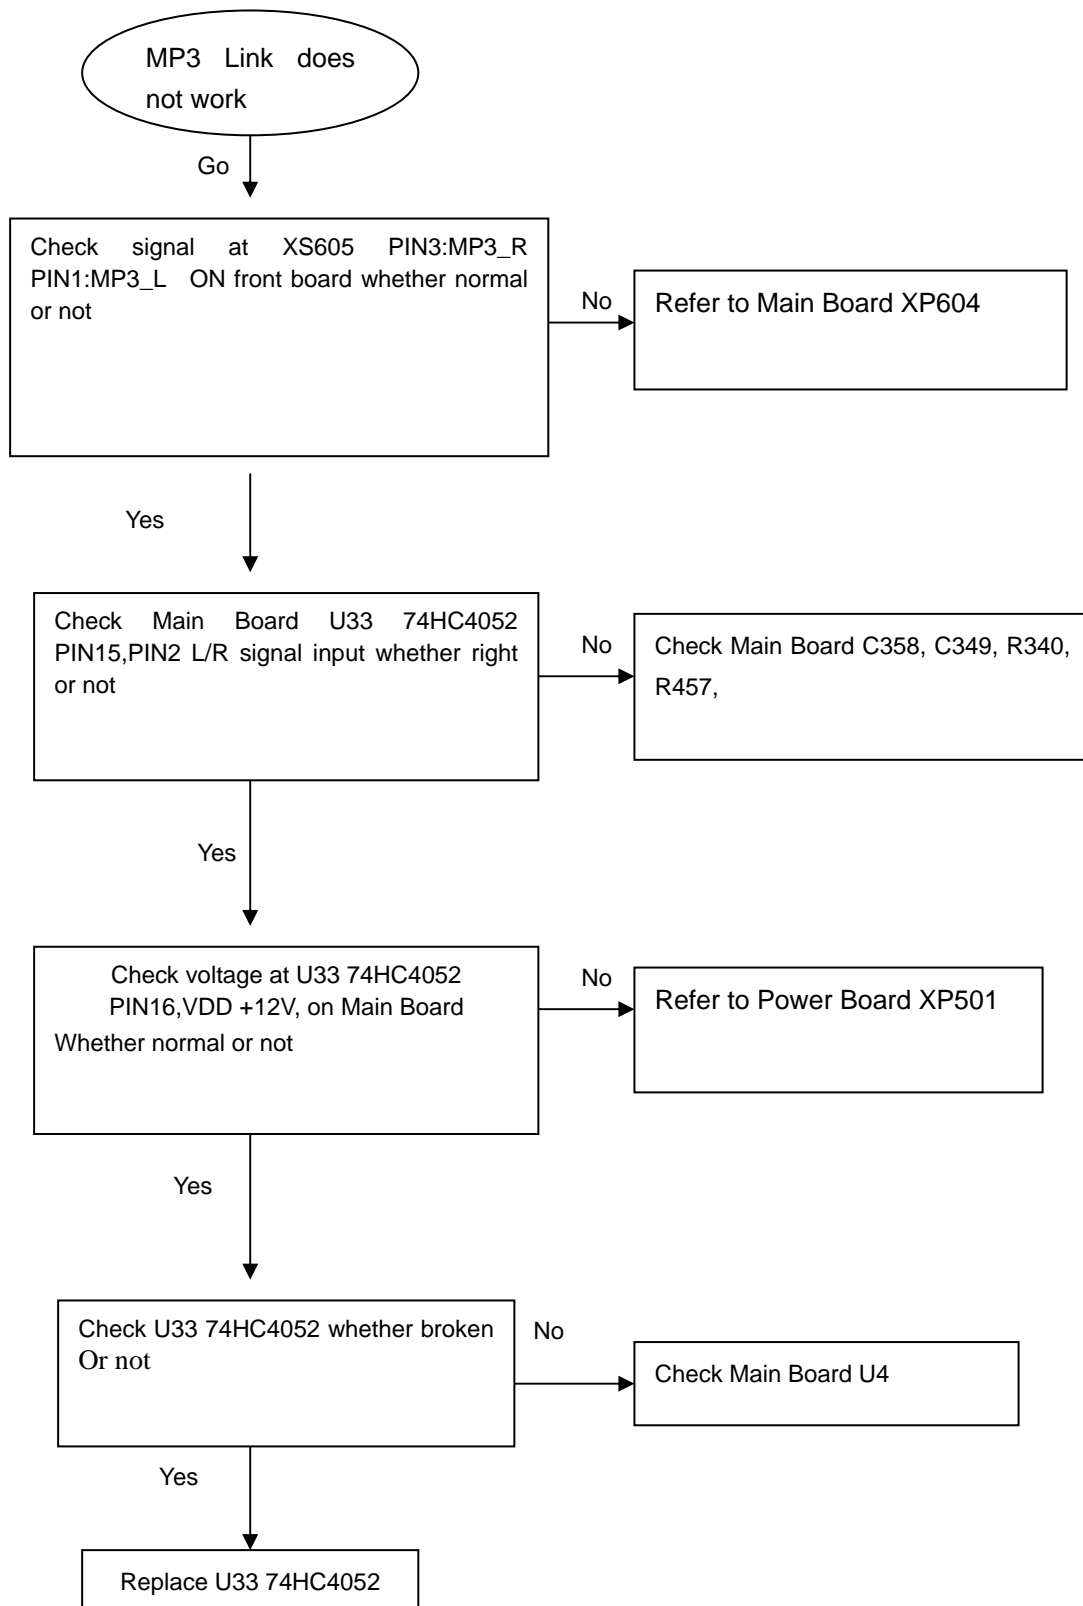 MP3 Link does
not work
Go
Check signal at XS605 PIN3:MP3_R
PIN1:MP3_L ON front board whether normal
or not
No
Refer to Main Board XP604
Yes
Check Main Board U33 74HC4052
PIN15,PIN2 L/R signal input whether right
or not
No
Check Main Board C358, C349, R340,
R457,
Yes
Check voltage at U33 74HC4052
PIN16,VDD +12V, on Main Board
Whether normal or not
No
Refer to Power Board XP501
Yes
Check U33 74HC4052 whether broken
Or not
No
Check Main Board U4
Yes
Replace U33 74HC4052